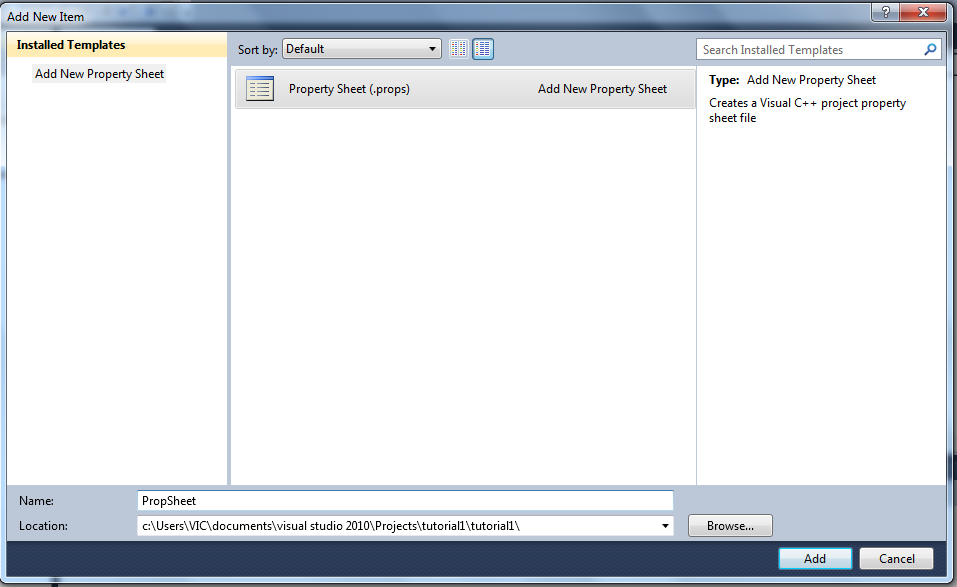 Add New Item
?
Installed Templates
Add New Property Sheet
Sort by: Default
Search Installed Templates
Property Sheet (.props) Add New Property Sheet
Type: Add New Property Sheet
Creates a Visual C++ project property
sheet file
Name: PropSheet
Location: c:\Users\VIC\documents\visual studio 2010\Projects\tutorial1\tutorial1\
Browse...
Add Cancel